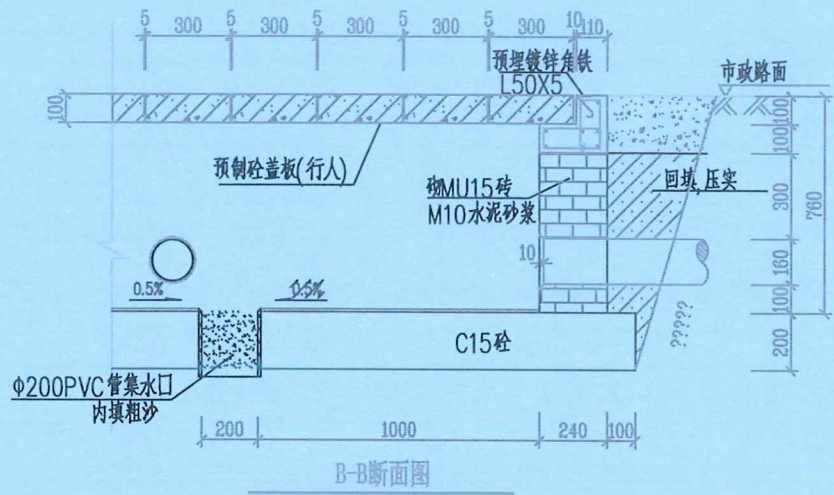 5 300 5 300 5 300 5 300 5 300 10 110
预埋镀锌角铁
L50X5
市政路面
100
100
100
预制砼盖板(行人)
砌MU15砖
M10水泥砂浆
回填,压实
300
760
10
160
0.5%
0.5%
100
?????
C15砼
200
Φ200PVC管集水口
内填粗沙
200 1000 240 100
B-B断面图